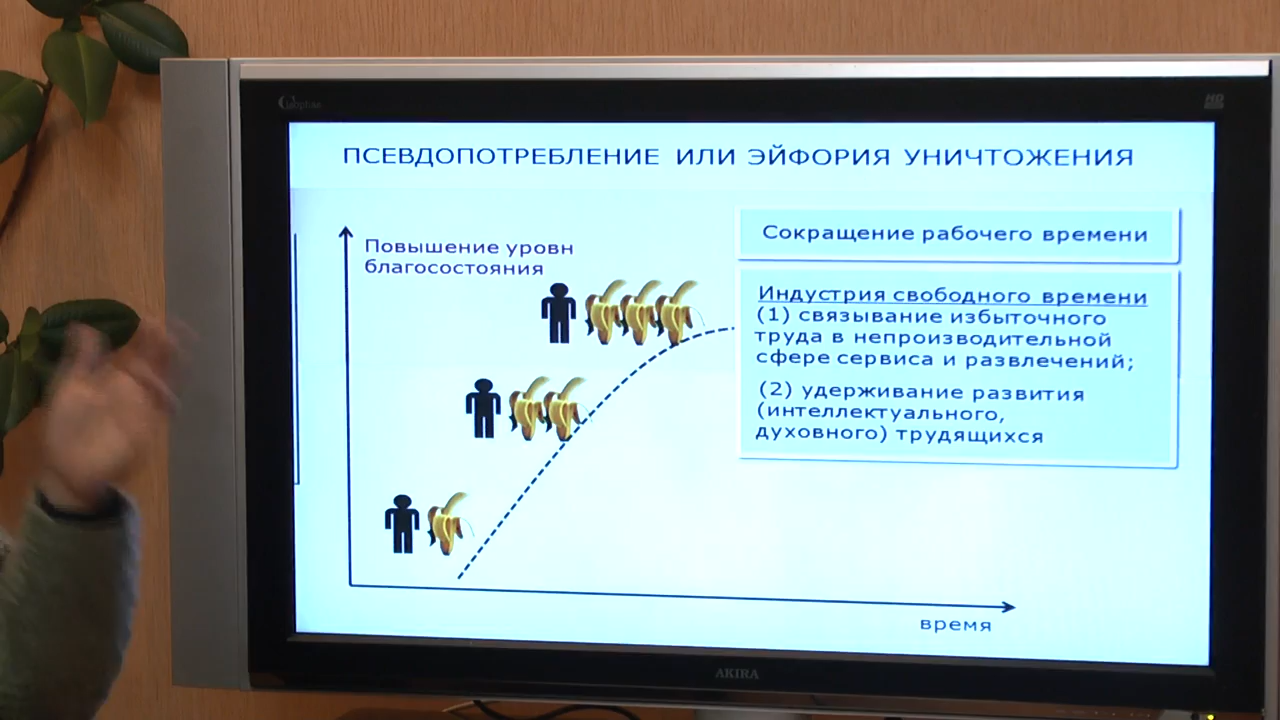 HD
ПСЕВДОПОТРЕБЛЕНИЕ ИЛИ ЭЙФОРИЯ УНИЧТОЖЕНИЯ
Повышение уровн
благосостояния
Сокращение рабочего времени
Индустрия свободного времени
(1) связывание избыточного
труда в непроизводительной
сфере сервиса и развлечений;
(2) удерживание развития
(интеллектуального,
духовного) трудящихся
время
AKIRA